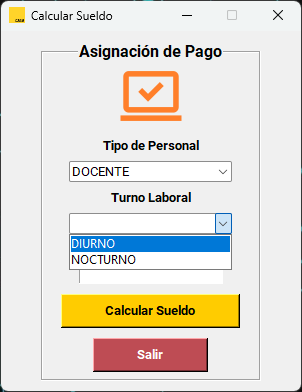 Calcular Sueldo
Asignación de Pago
Tipo de Personal
DOCENTE
Turno Laboral
DIURNO
NOCTURNO
Calcular Sueldo
Salir